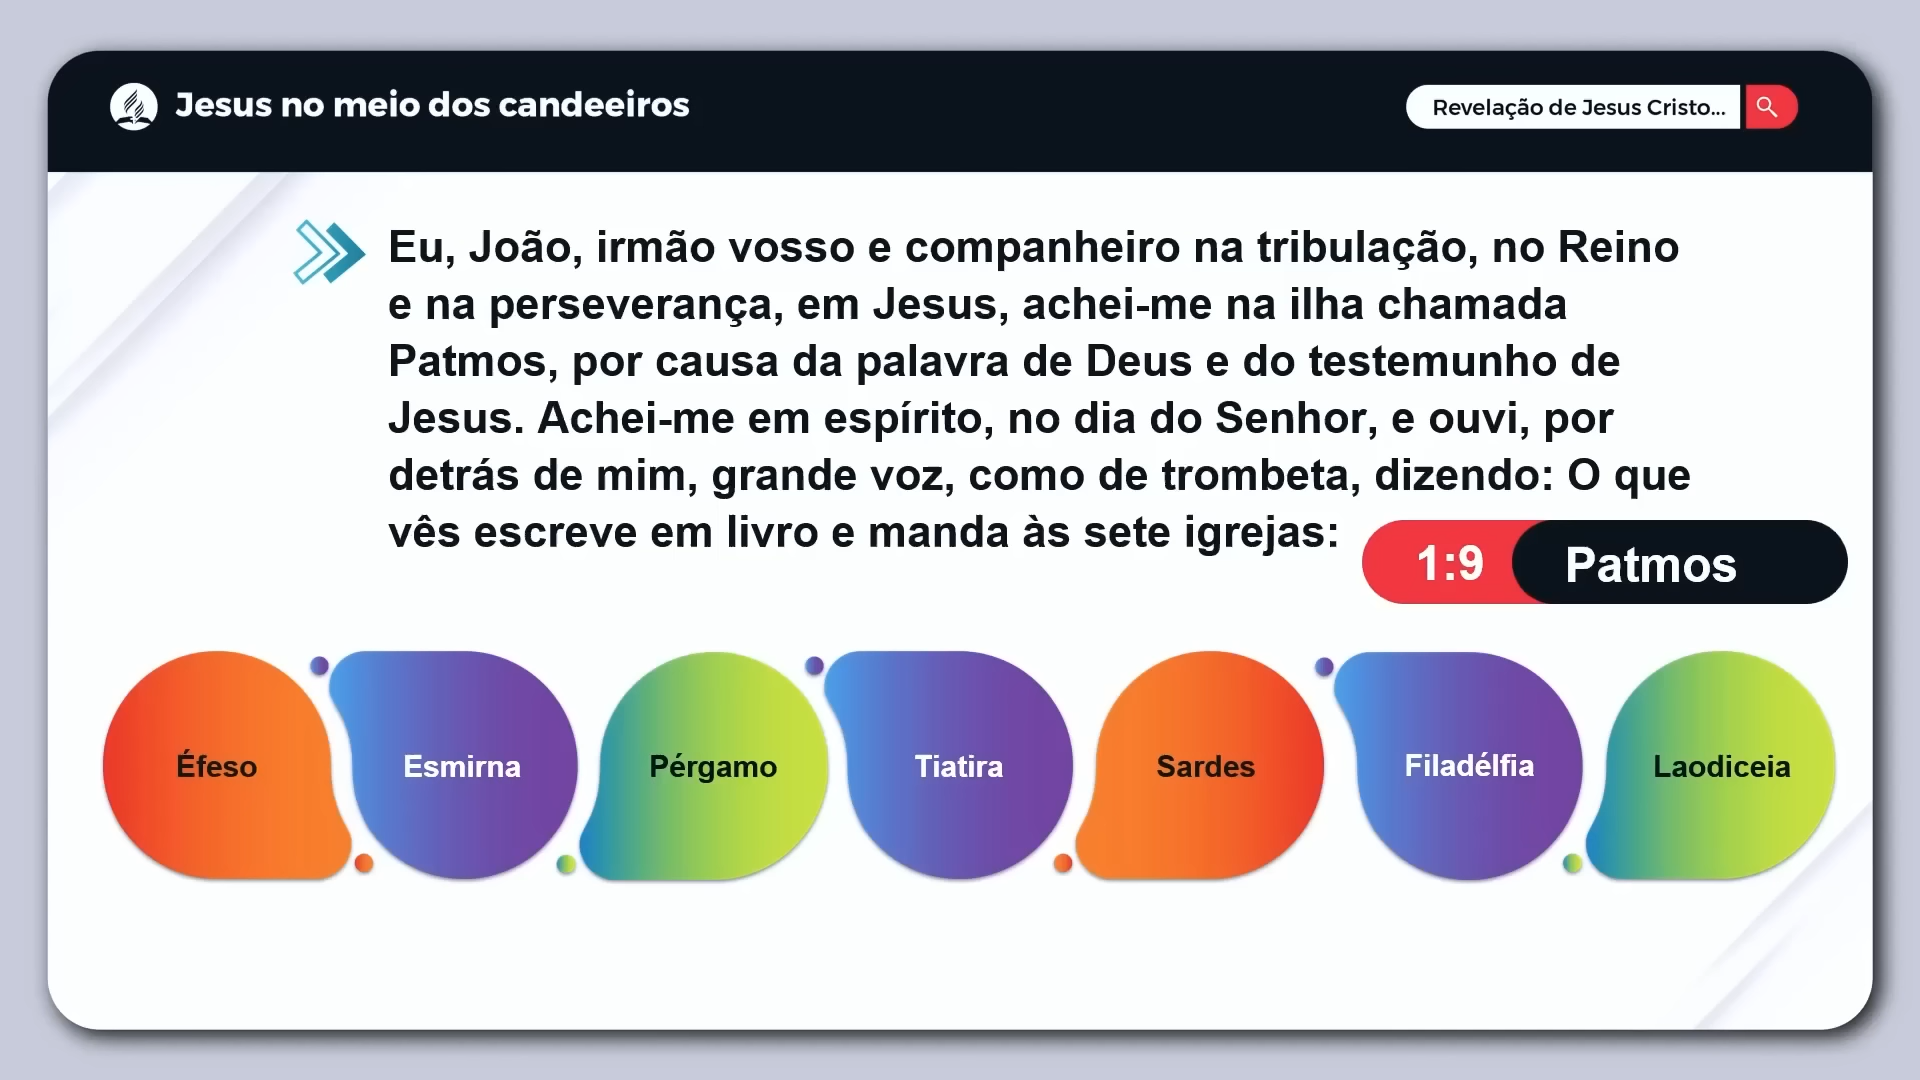 Jesus no meio dos candeeiros
Revelação de Jesus Cristo...
Eu, João, irmão vosso e companheiro na tribulação, no Reino
e na perseverança, em Jesus, achei-me na ilha chamada
Patmos, por causa da palavra de Deus e do testemunho de
Jesus. Achei-me em espírito, no dia do Senhor, e ouvi, por
detrás de mim, grande voz, como de trombeta, dizendo: O que
vês escreve em livro e manda às sete igrejas:
1:9 Patmos
Éfeso
Esmirna
Pérgamo
Tiatira
Sardes
Filadélfia
Laodiceia